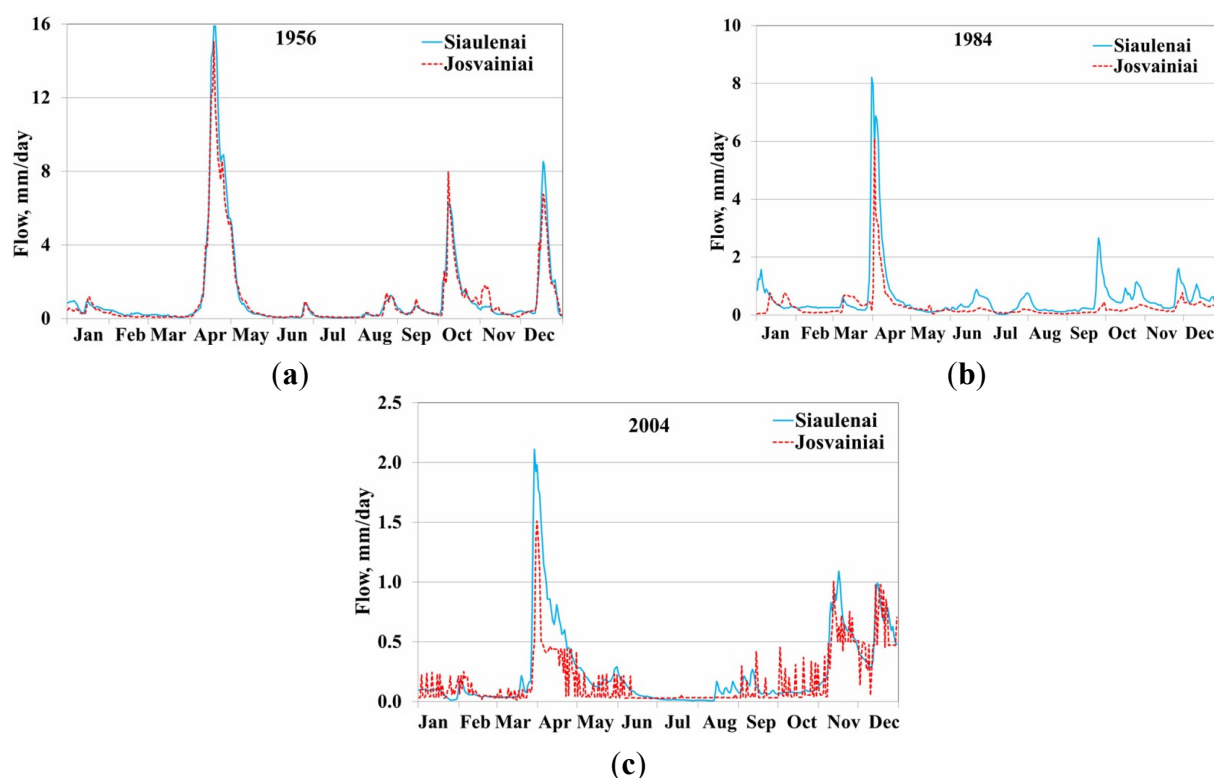 1956
Siaulenai
Josvainiai
Flow, mm/day
16
12
8
4
0
Jan Feb Mar Apr May Jun Jul Aug Sep Oct Nov Dec
(a)
1984
Siaulenai
Josvainiai
Flow, mm/day
10
8
6
4
2
0
Jan Feb Mar Apr May Jun Jul Aug Sep Oct Nov Dec
(b)
2004
Siaulenai
Josvainiai
Flow, mm/day
2.5
2.0
1.5
1.0
0.5
0.0
Jan Feb Mar Apr May Jun Jul Aug Sep Oct Nov Dec
(c)